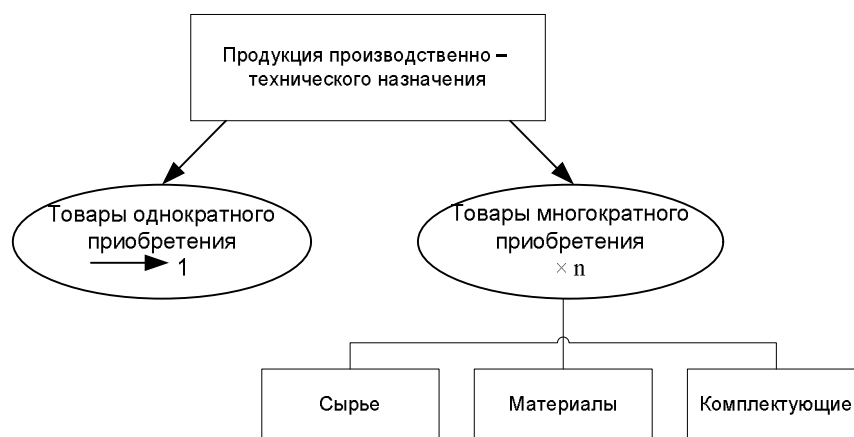 Продукция производственно –
технического назначения
Товары однократного
приобретения
1
Товары многократного
приобретения
× n
Сырье
Материалы
Комплектующие